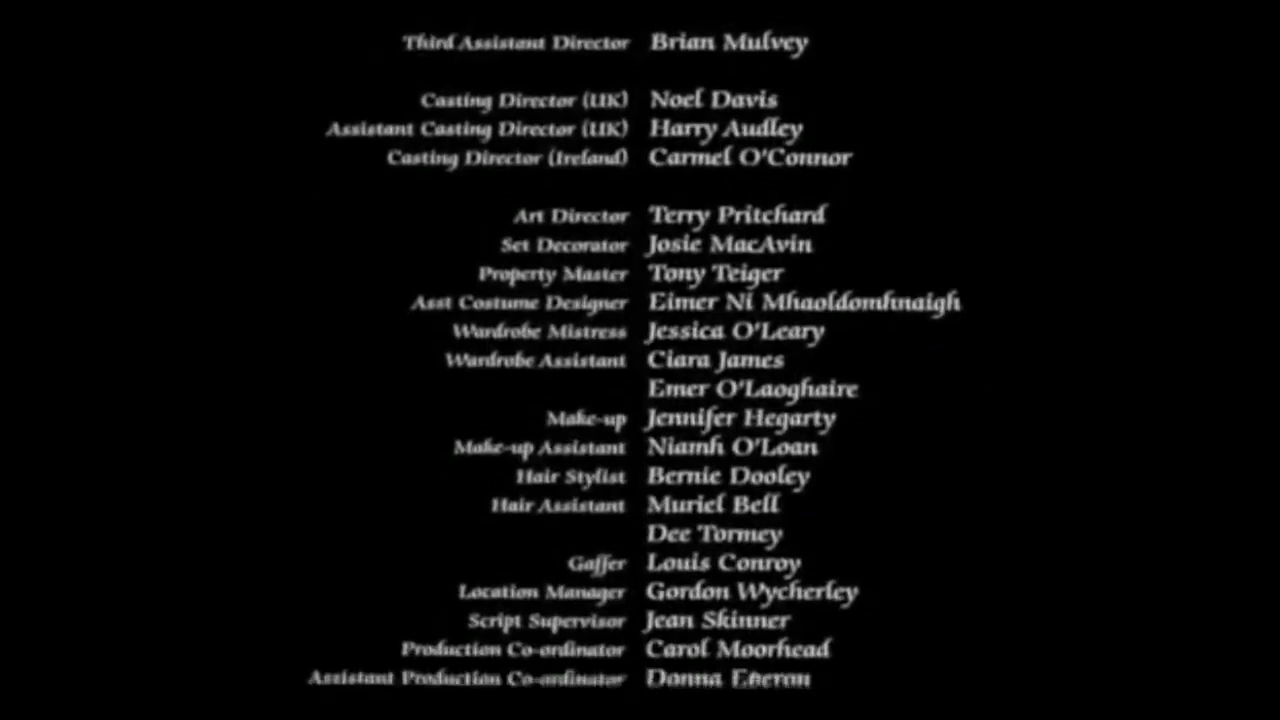 Third Assistant Director Brian Mulvey
Casting Director (UK) Noel Davis
Assistant Casting Director (UK) Harry Audley
Casting Director (Ireland) Carmel O'Connor
Art Director Terry Pritchard
Set Decorator Josie MacAvin
Property Master Tony Teiger
Asst Costume Designer Eimer Ní Mhaoldomhnaigh
Wardrobe Mistress Jessica O'Leary
Wardrobe Assistant Ciara James
Emer O'Laoghaire
Make-up Jennifer Hegarty
Make-up Assistant Niamh O'Loan
Hair Stylist Bernie Dooley
Hair Assistant Muriel Bell
Dee Tormey
Gaffer Louis Conroy
Location Manager Gordon Wycherley
Script Supervisor Jean Skinner
Production Co-ordinator Carol Moorhead
Assistant Production Co-ordinator Donna